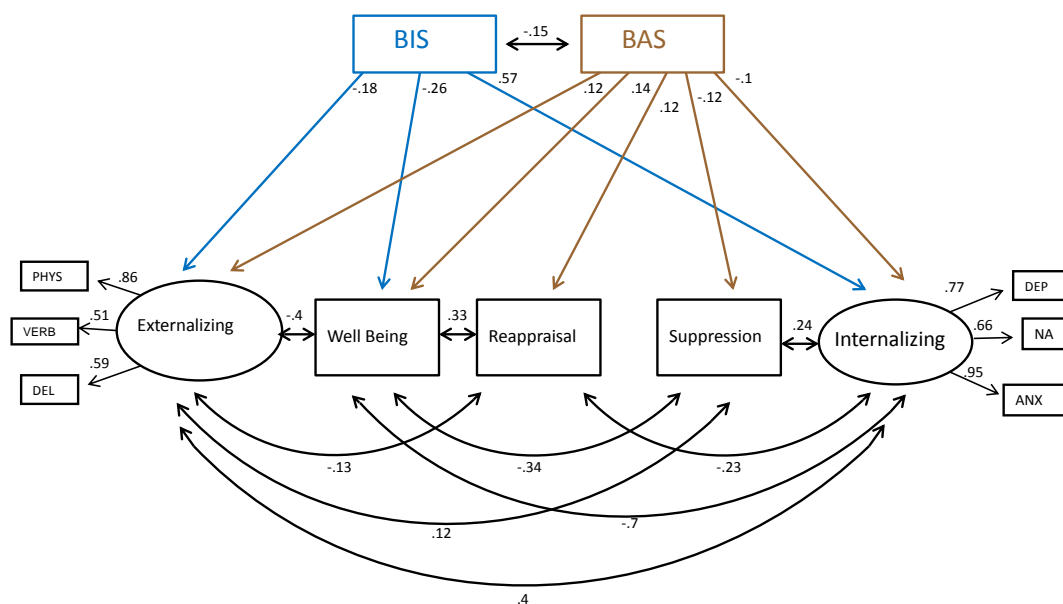 BIS
-.15
BAS
-.18
-.26
.57
.12
.14
.12
-.12
-.1
PHYS
.86
VERB
.51
DEL
.59
Externalizing
-.4
Well Being
.33
Reappraisal
Suppression
.24
Internalizing
.77
DEP
.66
NA
.95
ANX
-.13
-.34
-.23
.12
-.7
.4